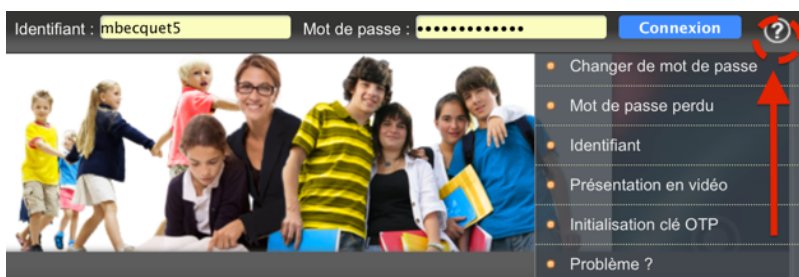 Identifiant : mbecquet5 Mot de passe : ••••••••••••• Connexion ?
Changer de mot de passe
Mot de passe perdu
Identifiant
Présentation en vidéo
Initialisation clé OTP
Problème ?